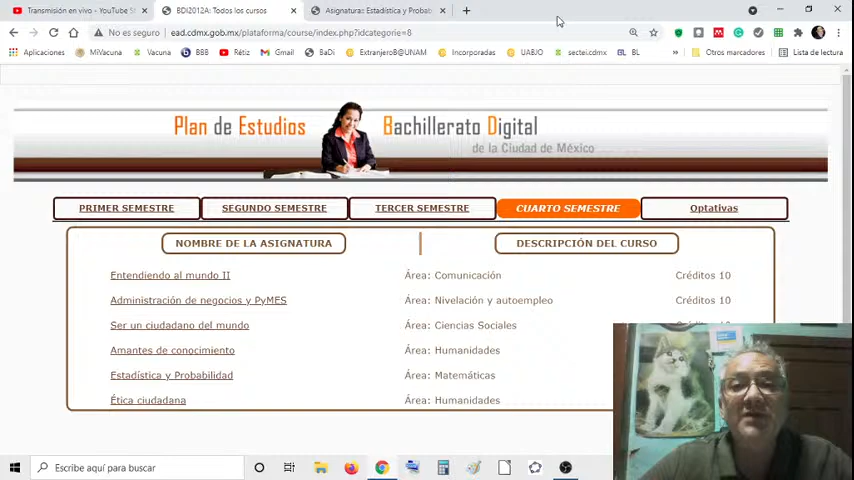 Transmisión en vivo - YouTube S
BDI2012A: Todos los cursos
Asignatura: Estadística y Probab
No es seguro
ead.cdmx.gob.mx/plataforma/course/index.php?idcategorie=8
Aplicaciones
MiVacuna
Vacuna
BBB
Rétiz
Gmail
BaDi
ExtranjeroB@UNAM
Incorporadas
UABJO
sectei.cdmx
BL
BL
»
Otros marcadores
Lista de lectura
Plan de Estudios
Bachillerato Digital
de la Ciudad de México
PRIMER SEMESTRE
SEGUNDO SEMESTRE
TERCER SEMESTRE
CUARTO SEMESTRE
Optativas
NOMBRE DE LA ASIGNATURA
DESCRIPCIÓN DEL CURSO
Entendiendo al mundo II
Área: Comunicación
Créditos 10
Administración de negocios y PyMES
Área: Nivelación y autoempleo
Créditos 10
Ser un ciudadano del mundo
Área: Ciencias Sociales
Amantes de conocimiento
Área: Humanidades
Estadística y Probabilidad
Área: Matemáticas
Ética ciudadana
Área: Humanidades
Escribe aquí para buscar